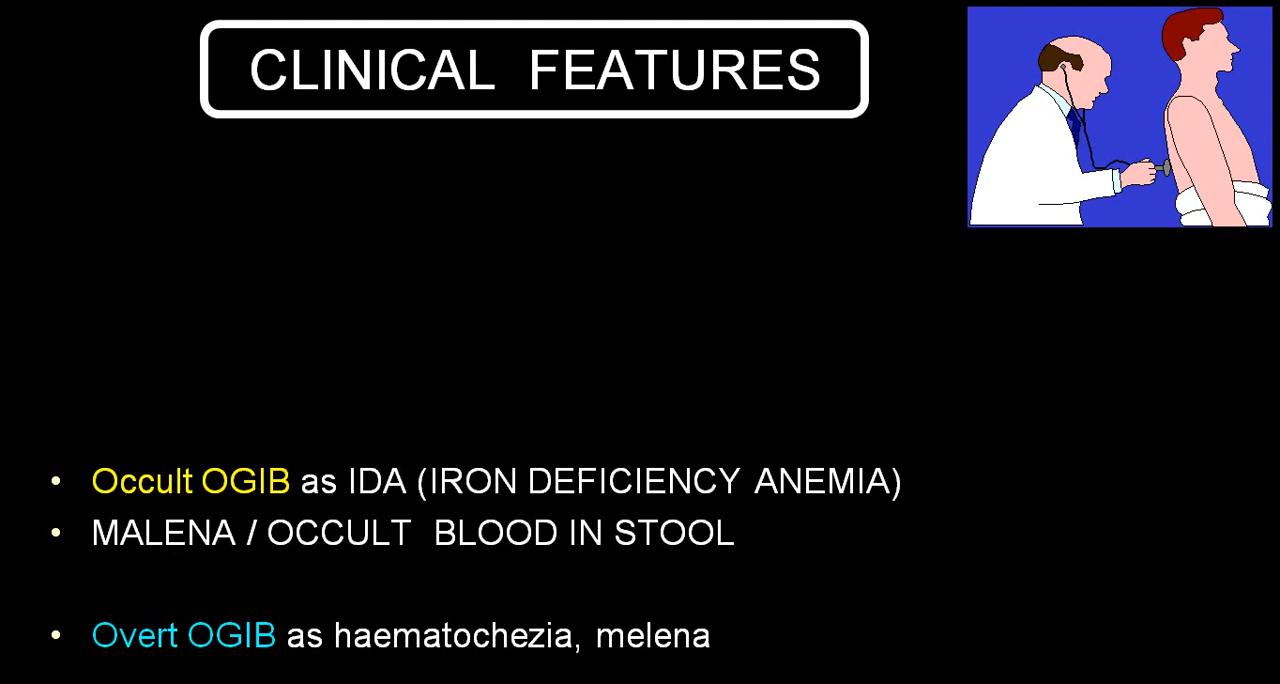 CLINICAL FEATURES
• Occult OGIB as IDA (IRON DEFICIENCY ANEMIA)
• MALENA / OCCULT BLOOD IN STOOL
• Overt OGIB as haematochezia, melena